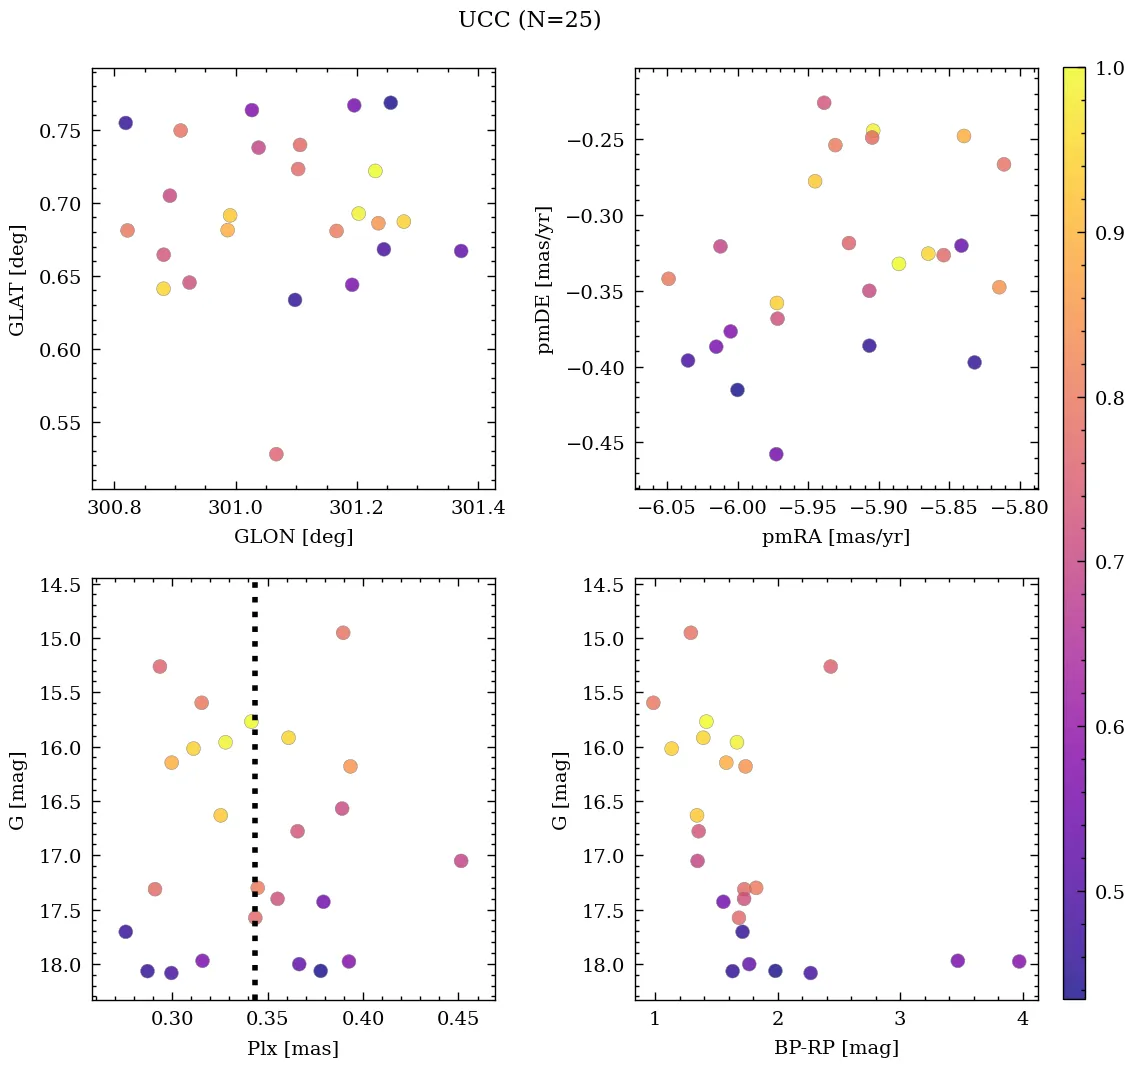 UCC (N=25)
0.75
0.70
0.65
0.60
0.55
GLAT [deg]
300.8 301.0 301.2 301.4
GLON [deg]
−0.25
−0.30
−0.35
−0.40
−0.45
pmDE [mas/yr]
−6.05 −6.00 −5.95 −5.90 −5.85 −5.80
pmRA [mas/yr]
14.5
15.0
15.5
16.0
16.5
17.0
17.5
18.0
G [mag]
0.30 0.35 0.40 0.45
Plx [mas]
14.5
15.0
15.5
16.0
16.5
17.0
17.5
18.0
G [mag]
1 2 3 4
BP-RP [mag]
1.0
0.9
0.8
0.7
0.6
0.5